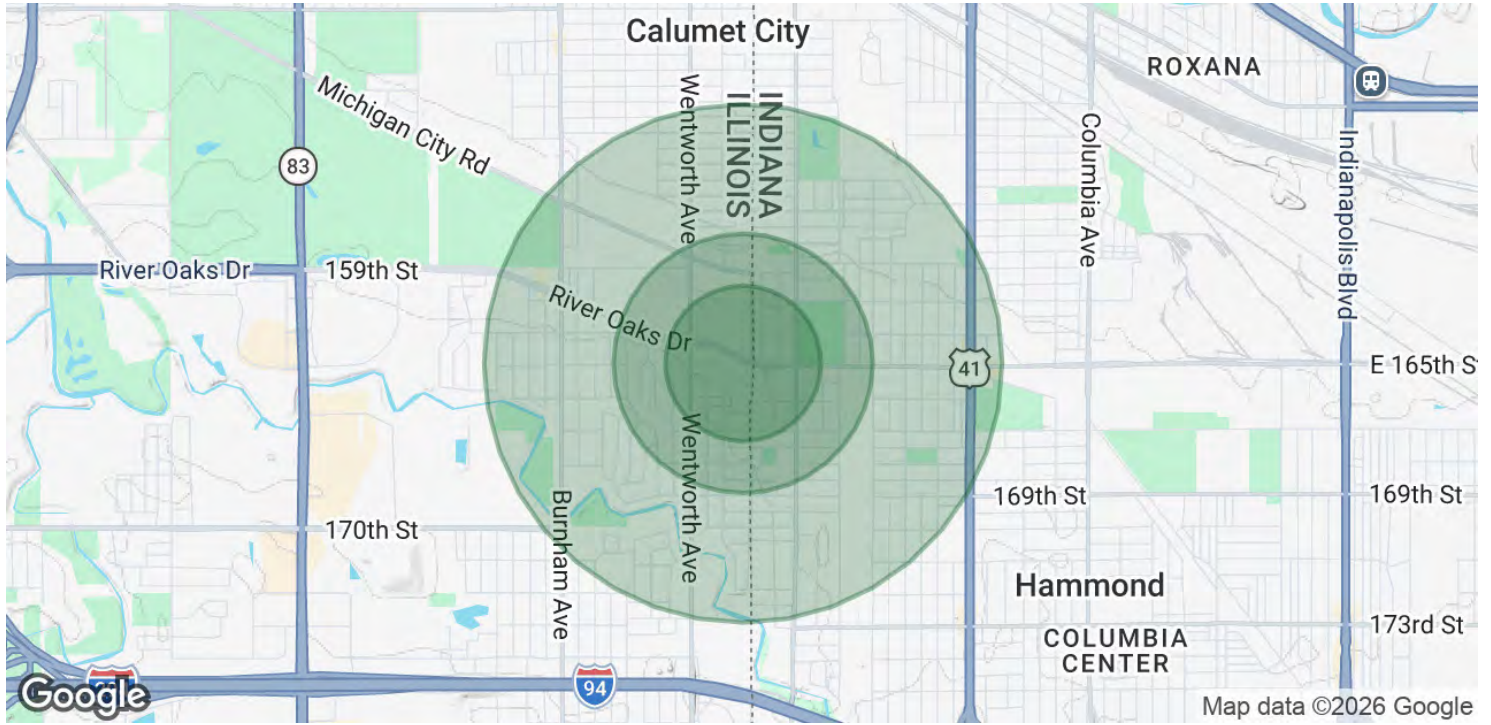 Calumet City
ROXANA
Michigan City Rd
Wentworth Ave
INDIANA
ILLINOIS
Columbia Ave
Indianapolis Blvd
83
River Oaks Dr
159th St
River Oaks Dr
41
E 165th S
Wentworth Ave
Burnham Ave
169th St
169th St
170th St
Hammond
173rd St
COLUMBIA
CENTER
94
Google
Map data ©2026 Google